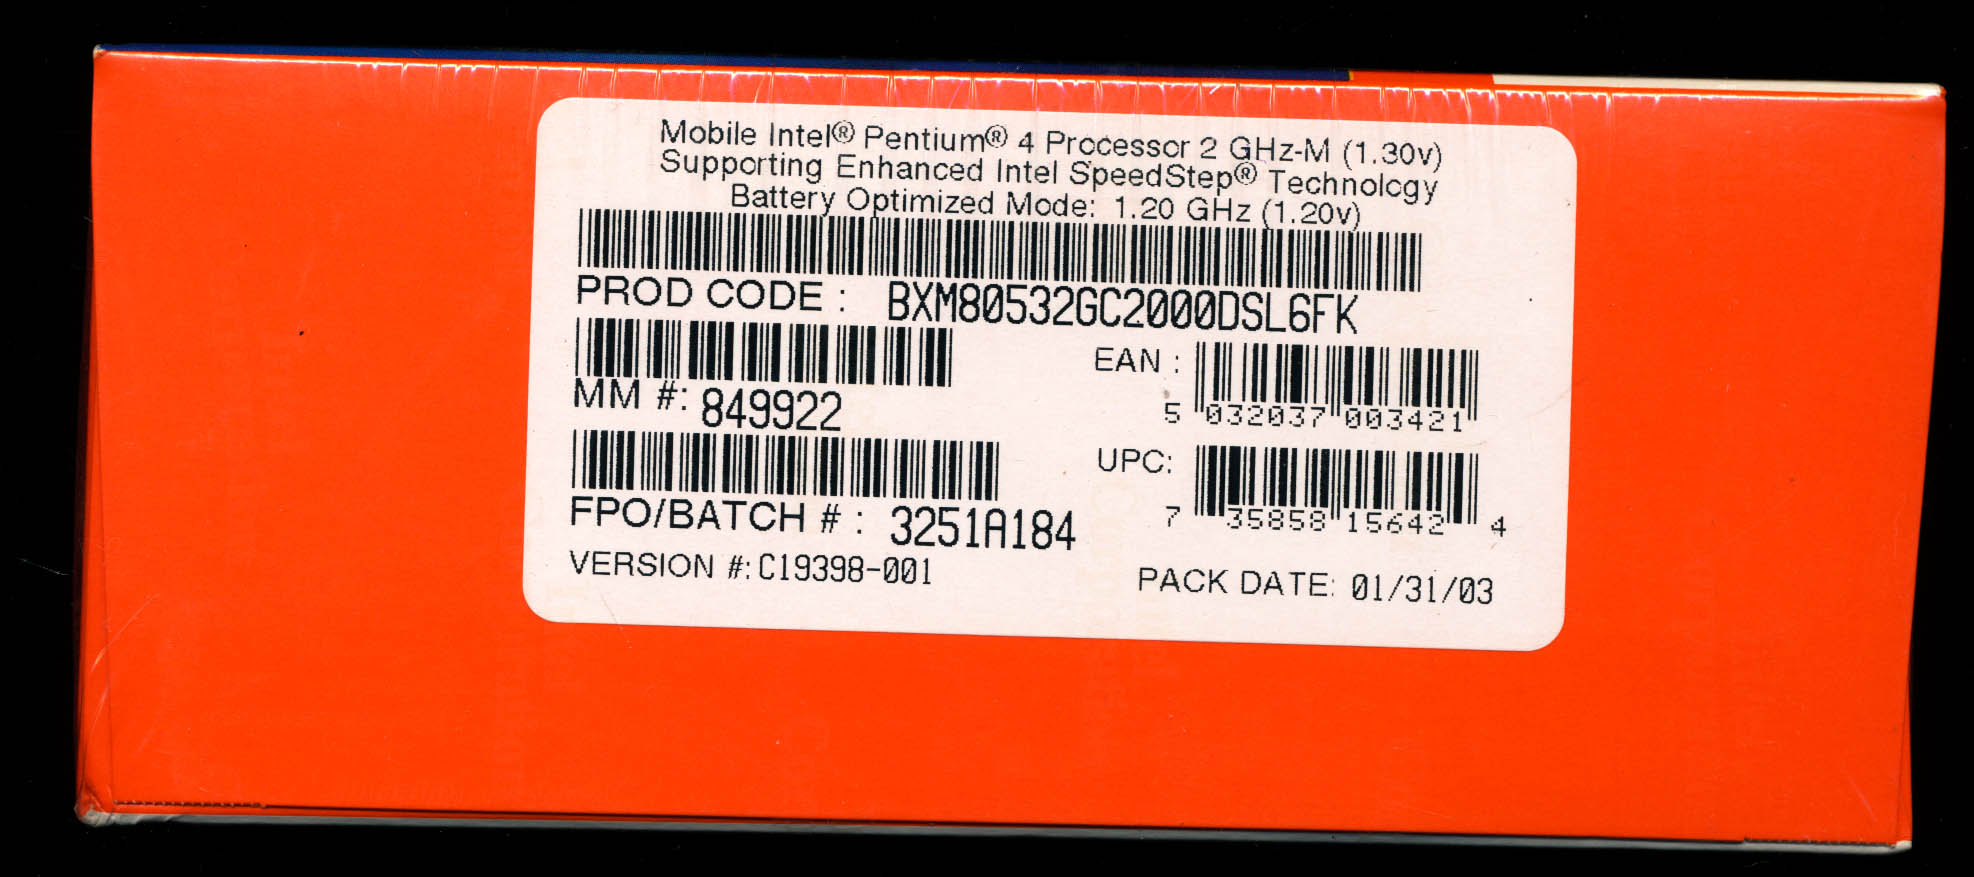 Mobile Intel® Pentium® 4 Processor 2 GHz-M (1.30v)
Supporting Enhanced Intel SpeedStep® Technology
Battery Optimized Mode: 1.20 GHz (1.20v)
PROD CODE : BXM80532GC2000DSL6FK
EAN :
5 032037 003421
MM #: 849922
UPC:
7 35858 15642 4
FPO/BATCH # : 3251A184
VERSION #: C19398-001
PACK DATE: 01/31/03